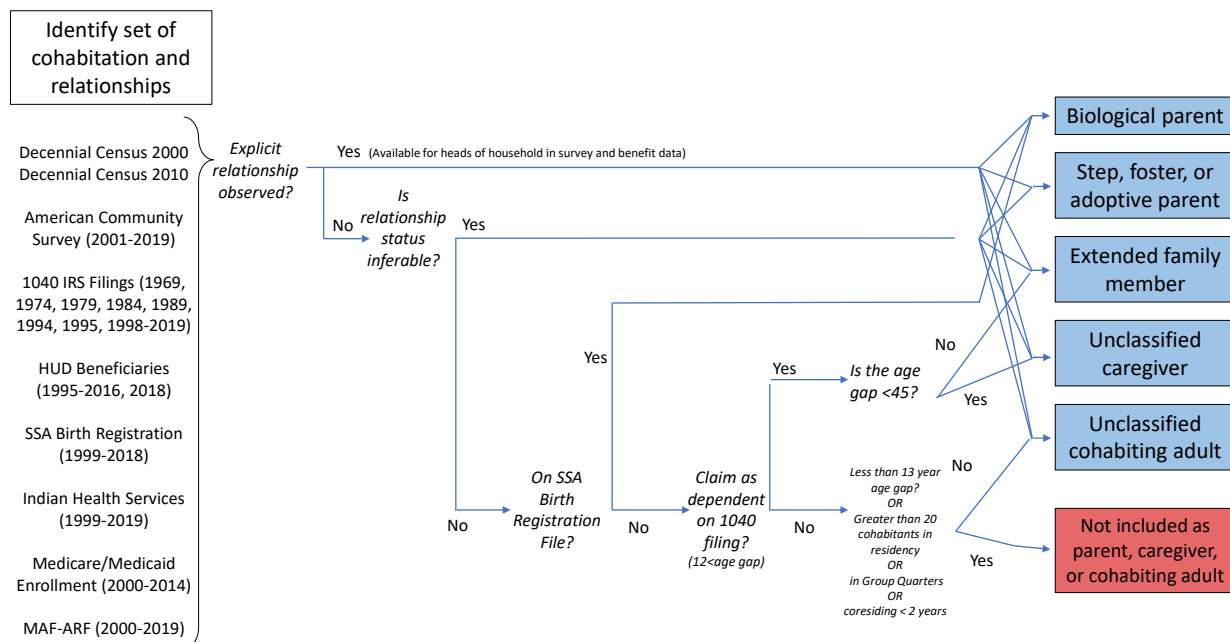 Identify set of
cohabitation and
relationships
Decennial Census 2000
Decennial Census 2010
American Community
Survey (2001-2019)
1040 IRS Filings (1969,
1974, 1979, 1984, 1989,
1994, 1995, 1998-2019)
HUD Beneficiaries
(1995-2016, 2018)
SSA Birth Registration
(1999-2018)
Indian Health Services
(1999-2019)
Medicare/Medicaid
Enrollment (2000-2014)
MAF-ARF (2000-2019)
Explicit
relationship
observed?
Yes (Available for heads of household in survey and benefit data)
No
Is
relationship
status
inferable?
Yes
No
On SSA
Birth
Registration
File?
Yes
No
Claim as
dependent
on 1040
filing?
(12<age gap)
Yes
No
Is the age
gap <45?
No
Yes
Less than 13 year
age gap?
OR
Greater than 20
cohabitants in
residency
OR
in Group Quarters
OR
coresiding < 2 years
No
Yes
Biological parent
Step, foster, or
adoptive parent
Extended family
member
Unclassified
caregiver
Unclassified
cohabiting adult
Not included as
parent, caregiver,
or cohabiting adult